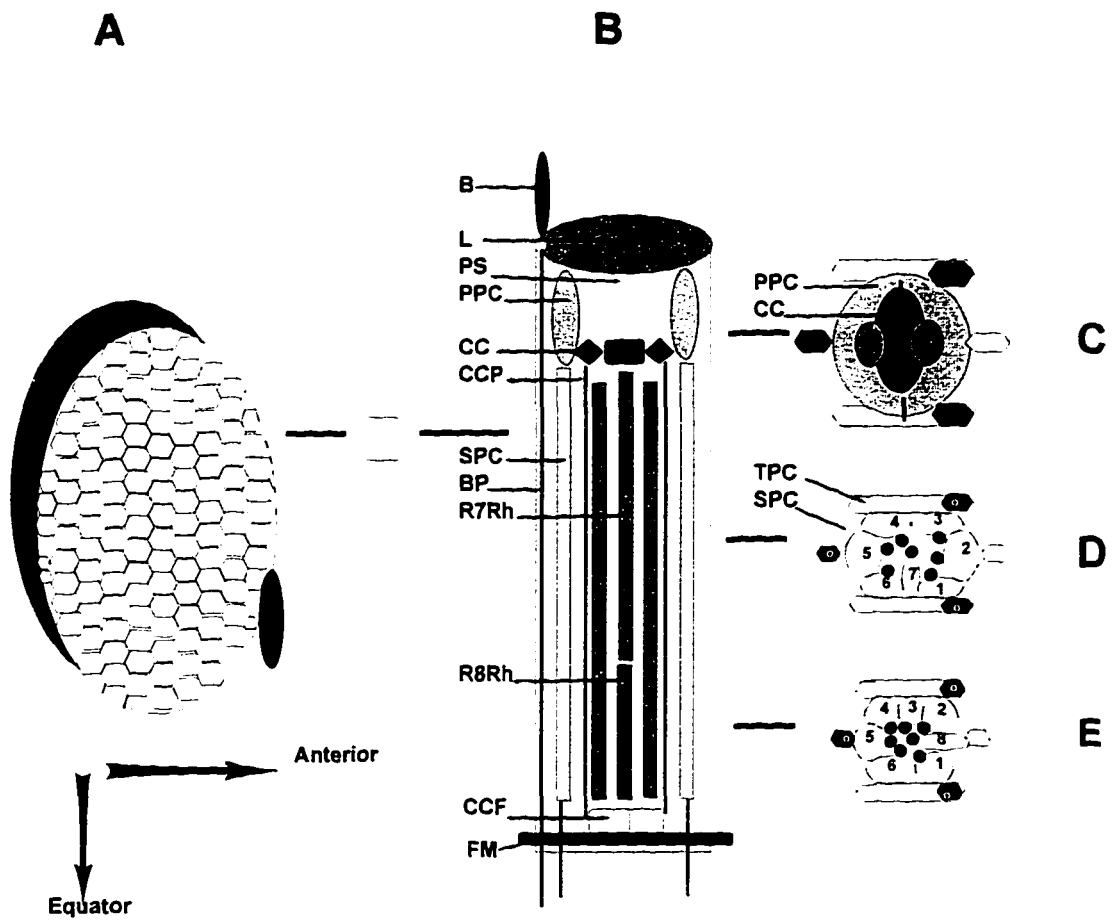 A
B
B
L
PS
PPC
CC
CCP
SPC
BP
R7Rh
R8Rh
CCF
FM
Anterior
Equator
PPC
CC
C
TPC
SPC
4 3
5 2
6 7 1
D
4 3 2
5 8
6 1
E